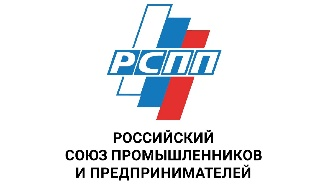 РСПП
РОССИЙСКИЙ
СОЮЗ ПРОМЫШЛЕННИКОВ
И ПРЕДПРИНИМАТЕЛЕЙ